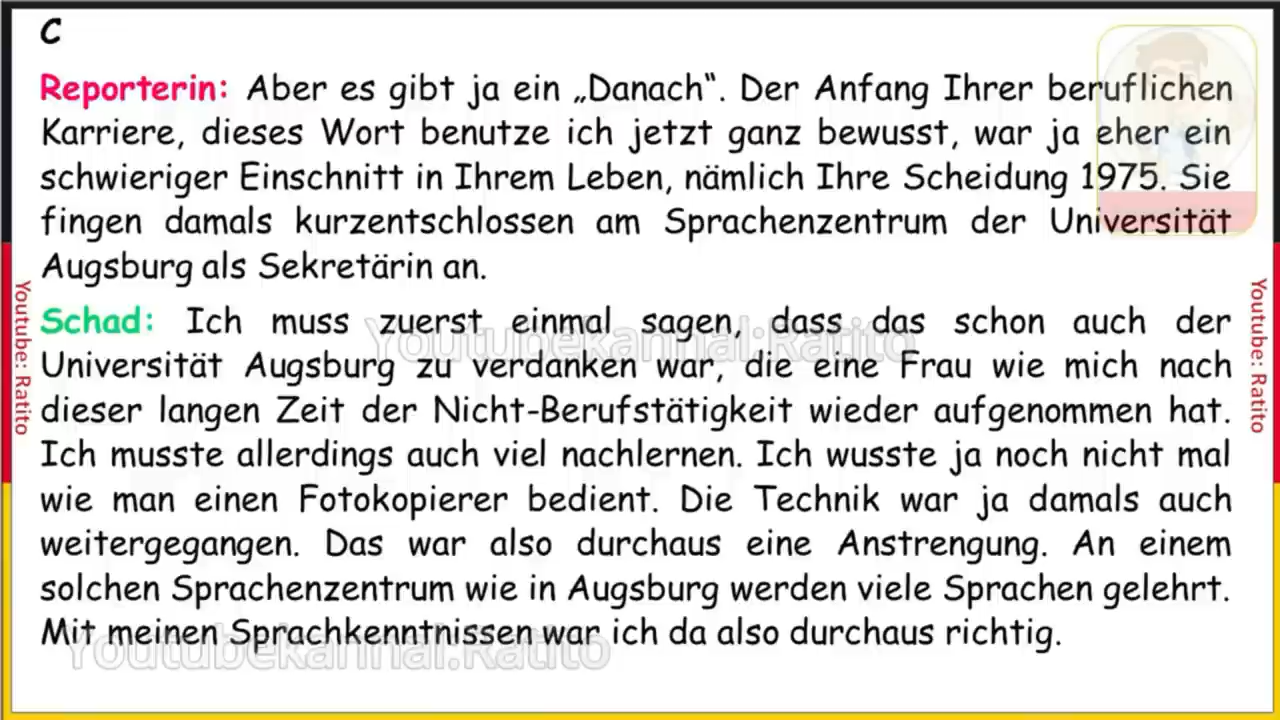 C
Reporterin: Aber es gibt ja ein „Danach“. Der Anfang Ihrer beruflichen
Karriere, dieses Wort benutze ich jetzt ganz bewusst, war ja eher ein
schwieriger Einschnitt in Ihrem Leben, nämlich Ihre Scheidung 1975. Sie
fingen damals kurzentschlossen am Sprachenzentrum der Universität
Augsburg als Sekretärin an.
Schad: Ich muss zuerst einmal sagen, dass das schon auch der
Universität Augsburg zu verdanken war, die eine Frau wie mich nach
dieser langen Zeit der Nicht-Berufstätigkeit wieder aufgenommen hat.
Ich musste allerdings auch viel nachlernen. Ich wusste ja noch nicht mal
wie man einen Fotokopierer bedient. Die Technik war ja damals auch
weitergegangen. Das war also durchaus eine Anstrengung. An einem
solchen Sprachenzentrum wie in Augsburg werden viele Sprachen gelehrt.
Mit meinen Sprachkenntnissen war ich da also durchaus richtig.
Youtube: Ratito
Youtube: Ratito
Youtubekannal:Ratito
Youtubekannal:Ratito